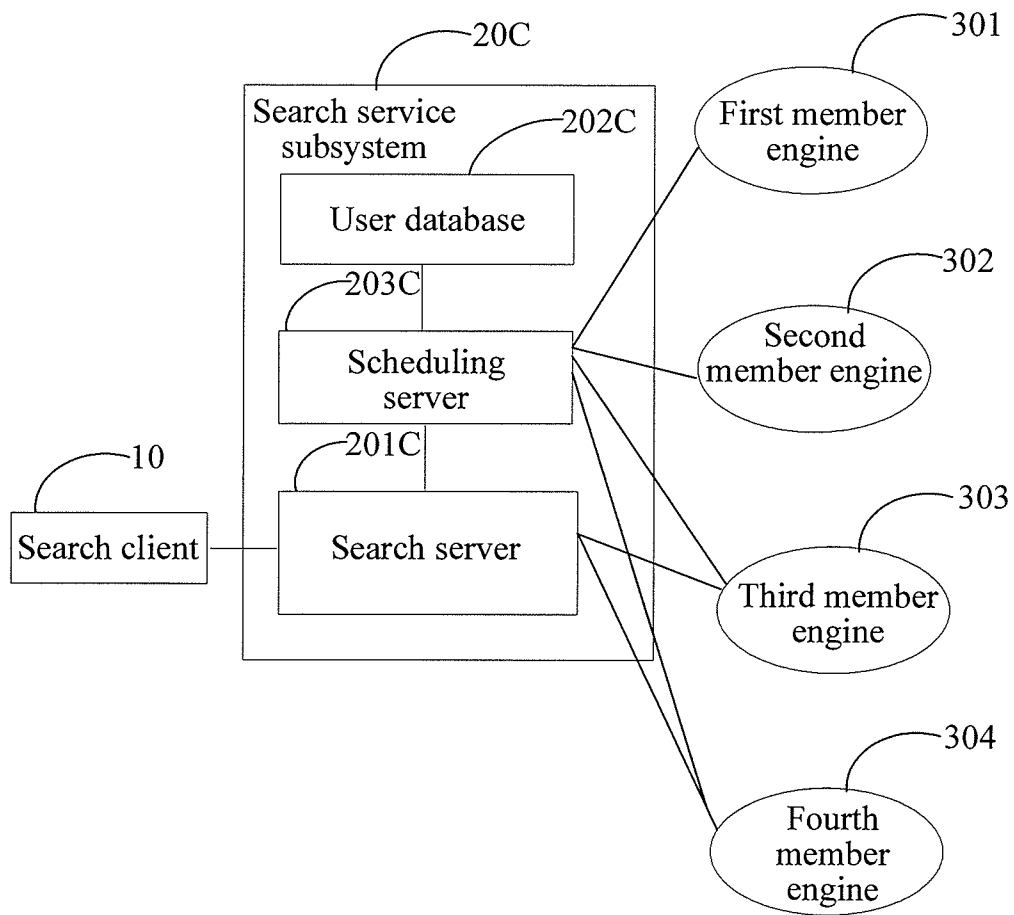 20C
301
Search service
subsystem
202C
First member
engine
User database
203C
302
Scheduling
server
Second
member engine
201C
10
303
Search client
Search server
Third member
engine
304
Fourth
member
engine